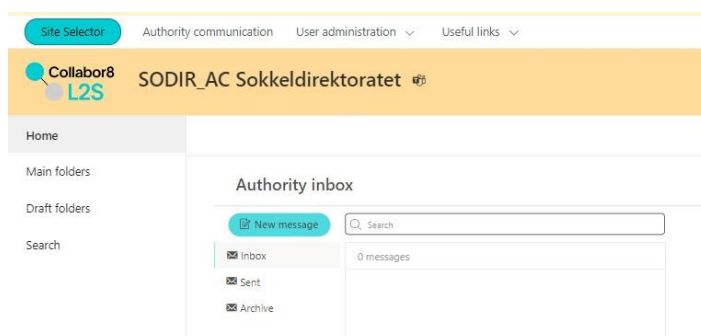 Site Selector Authority communication User administration Useful links
Collabor8
L2S
SODIR_AC Sokkeldirektoratet
Home
Main folders
Draft folders
Search
Authority inbox
New message Search
Inbox 0 messages
Sent
Archive